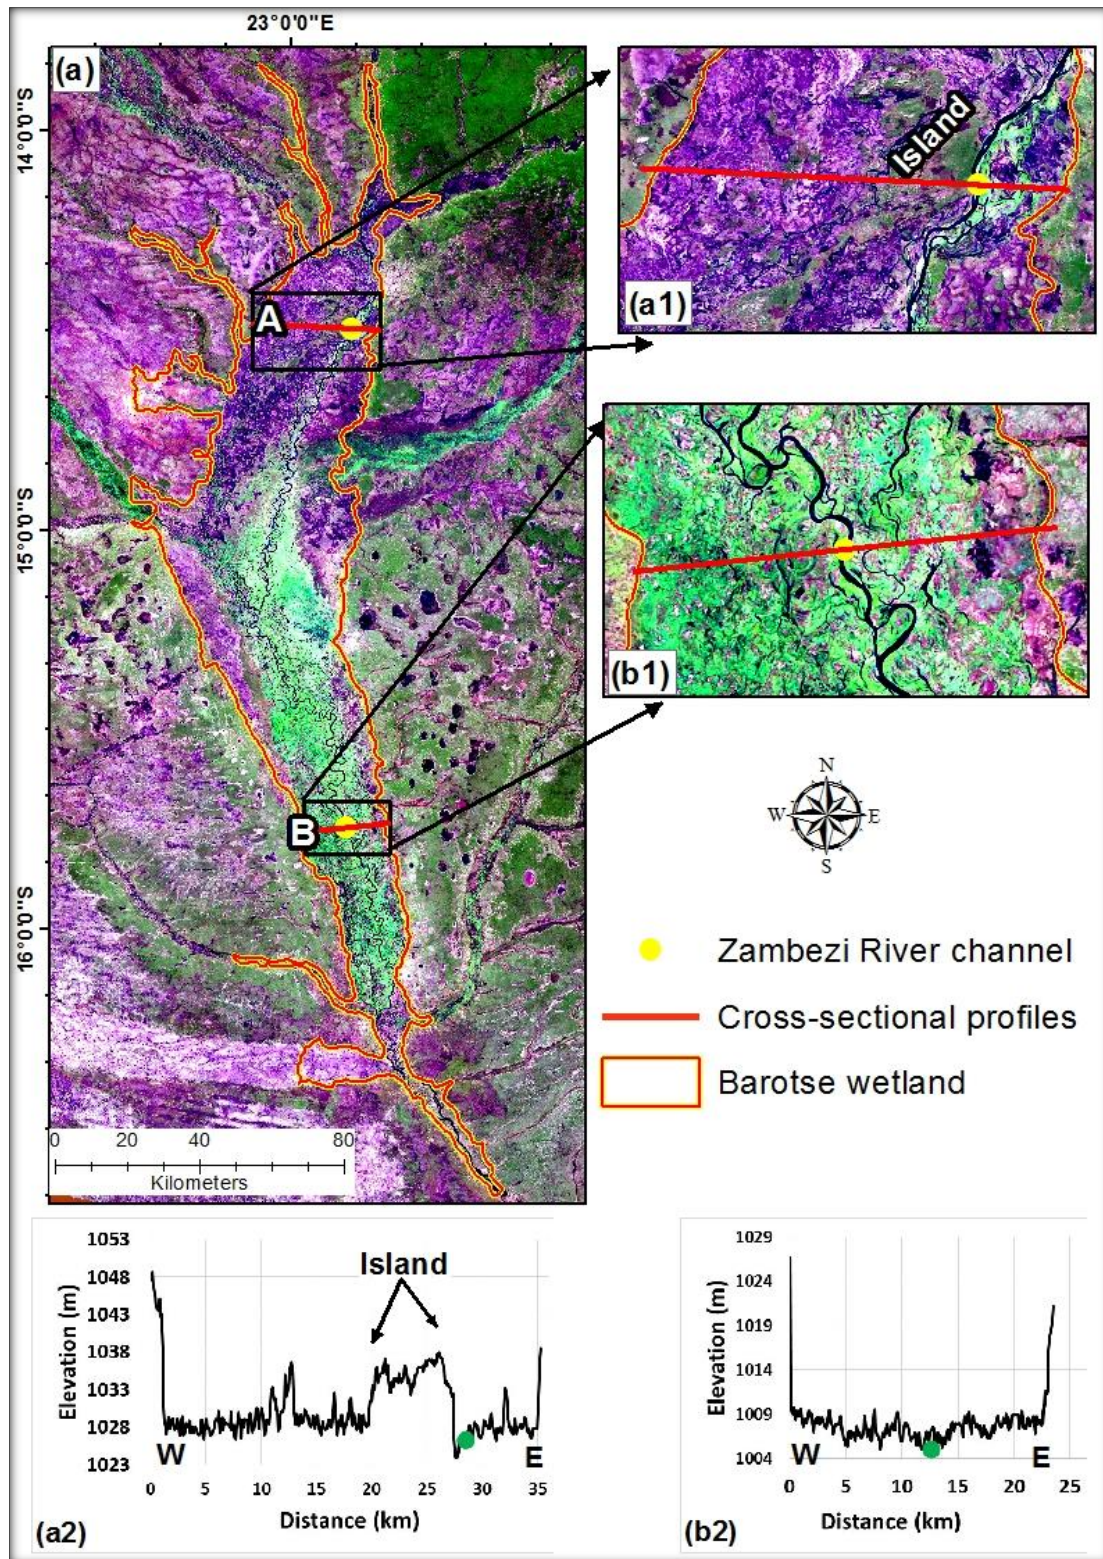 23°0'0"E
(a)
14°0'0"S
15°0'0"S
16°0'0"S
A
B
0 20 40 80
Kilometers
Island
(a1)
(b1)
N
W E
S
Zambezi River channel
Cross-sectional profiles
Barotse wetland
1053
1048
1043
1038
1033
1028
1023
Elevation (m)
Island
W
E
0 5 10 15 20 25 30 35
Distance (km)
(a2)
1029
1024
1019
1014
1009
1004
Elevation (m)
W
E
0 5 10 15 20 25
Distance (km)
(b2)